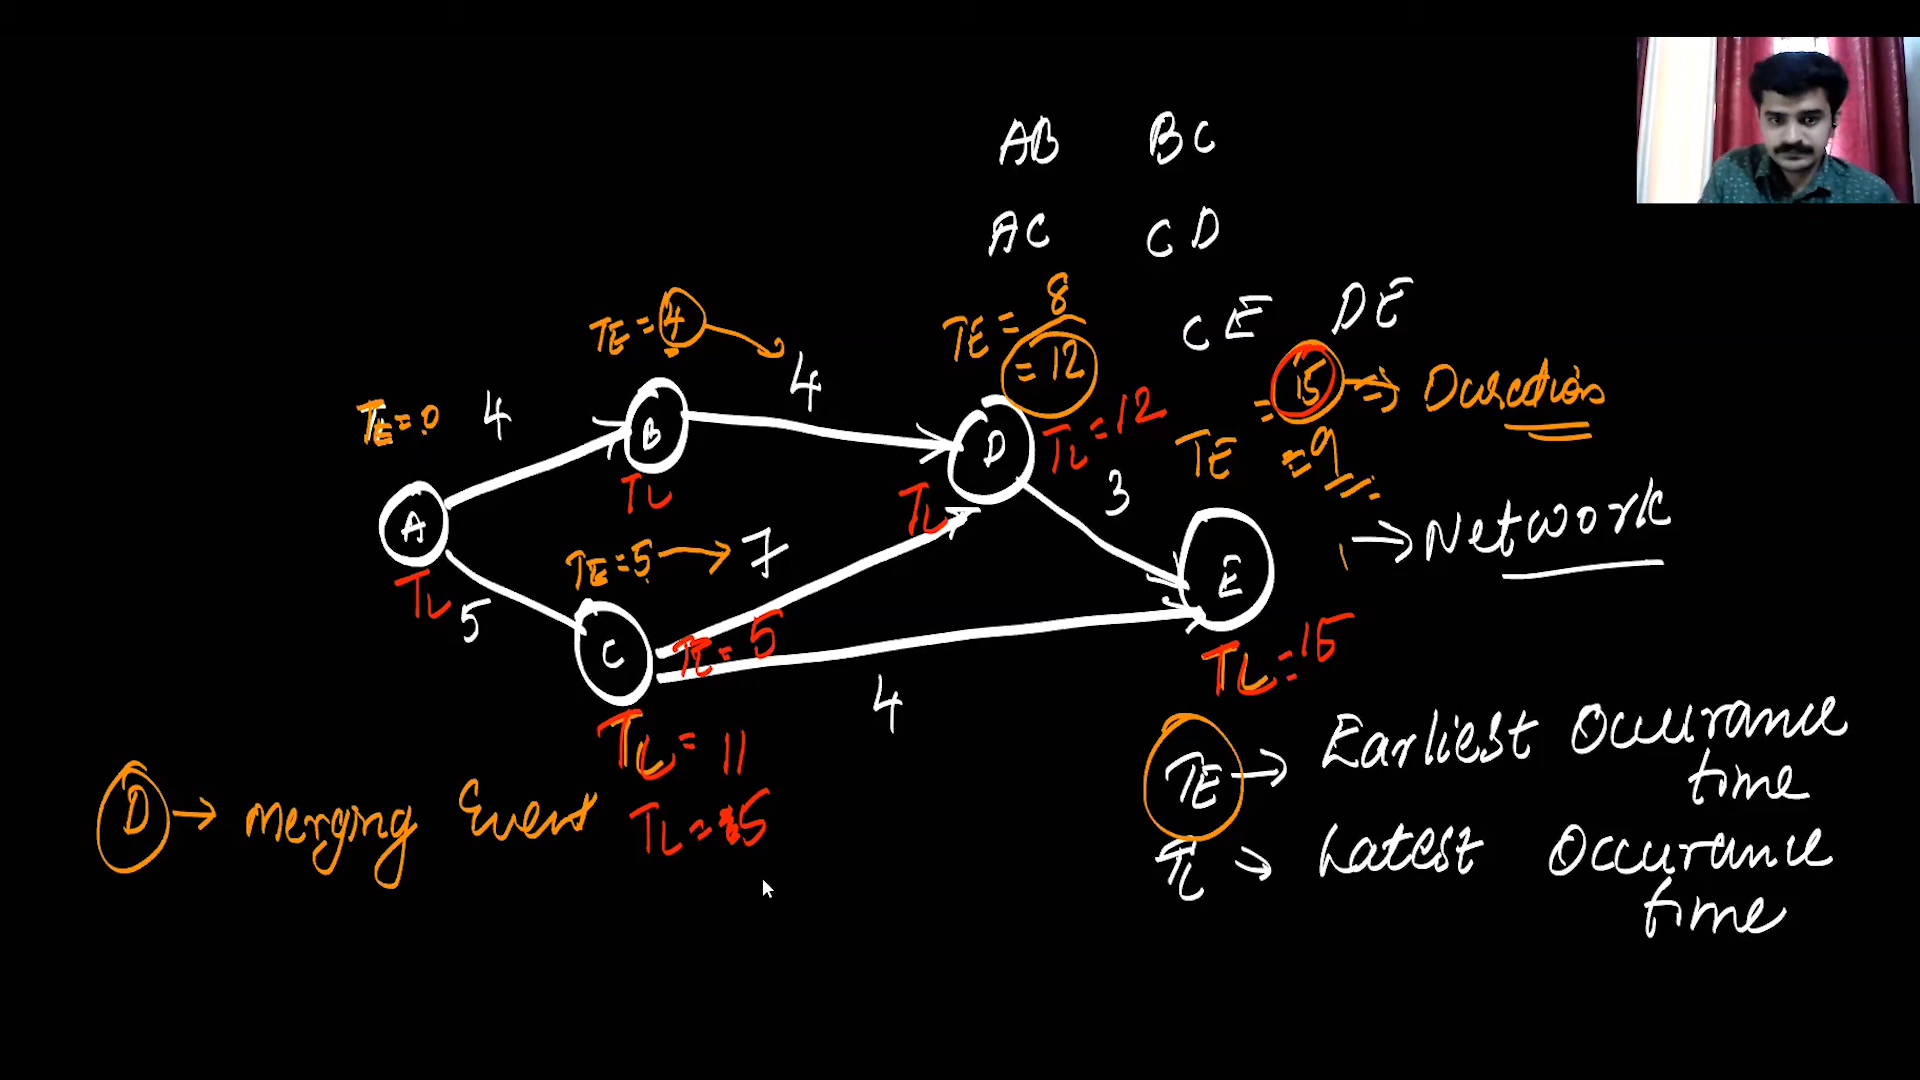 AB BC
AC CD
CE DE
TE = 8
= 12
TE = 4
4
TE = 0
4
B
D
TL = 12
= 15 → Duration
TE = 9
TL
TL
3
A
TL
5
TE = 5 → 7
E
→ Network
C
TL = 5
4
TL = 15
TL = 11
TL = 5
D → Merging Event
TE → Earliest Occurance
time
TL → Latest Occurance
time